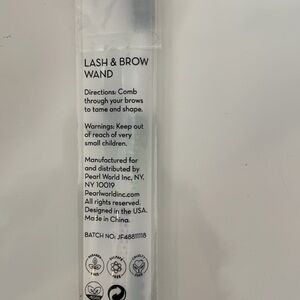 LASH & BROW
WAND
Directions: Comb
through your brows
to tame and shape.
Warnings: Keep out
of reach of very
small children.
Manufactured for
and distributed by
Pearl World Inc, NY,
NY 10019
Pearlworldinc.com
All rights reserved.
Designed in the USA.
Made in China.
BATCH NO: JF48811118